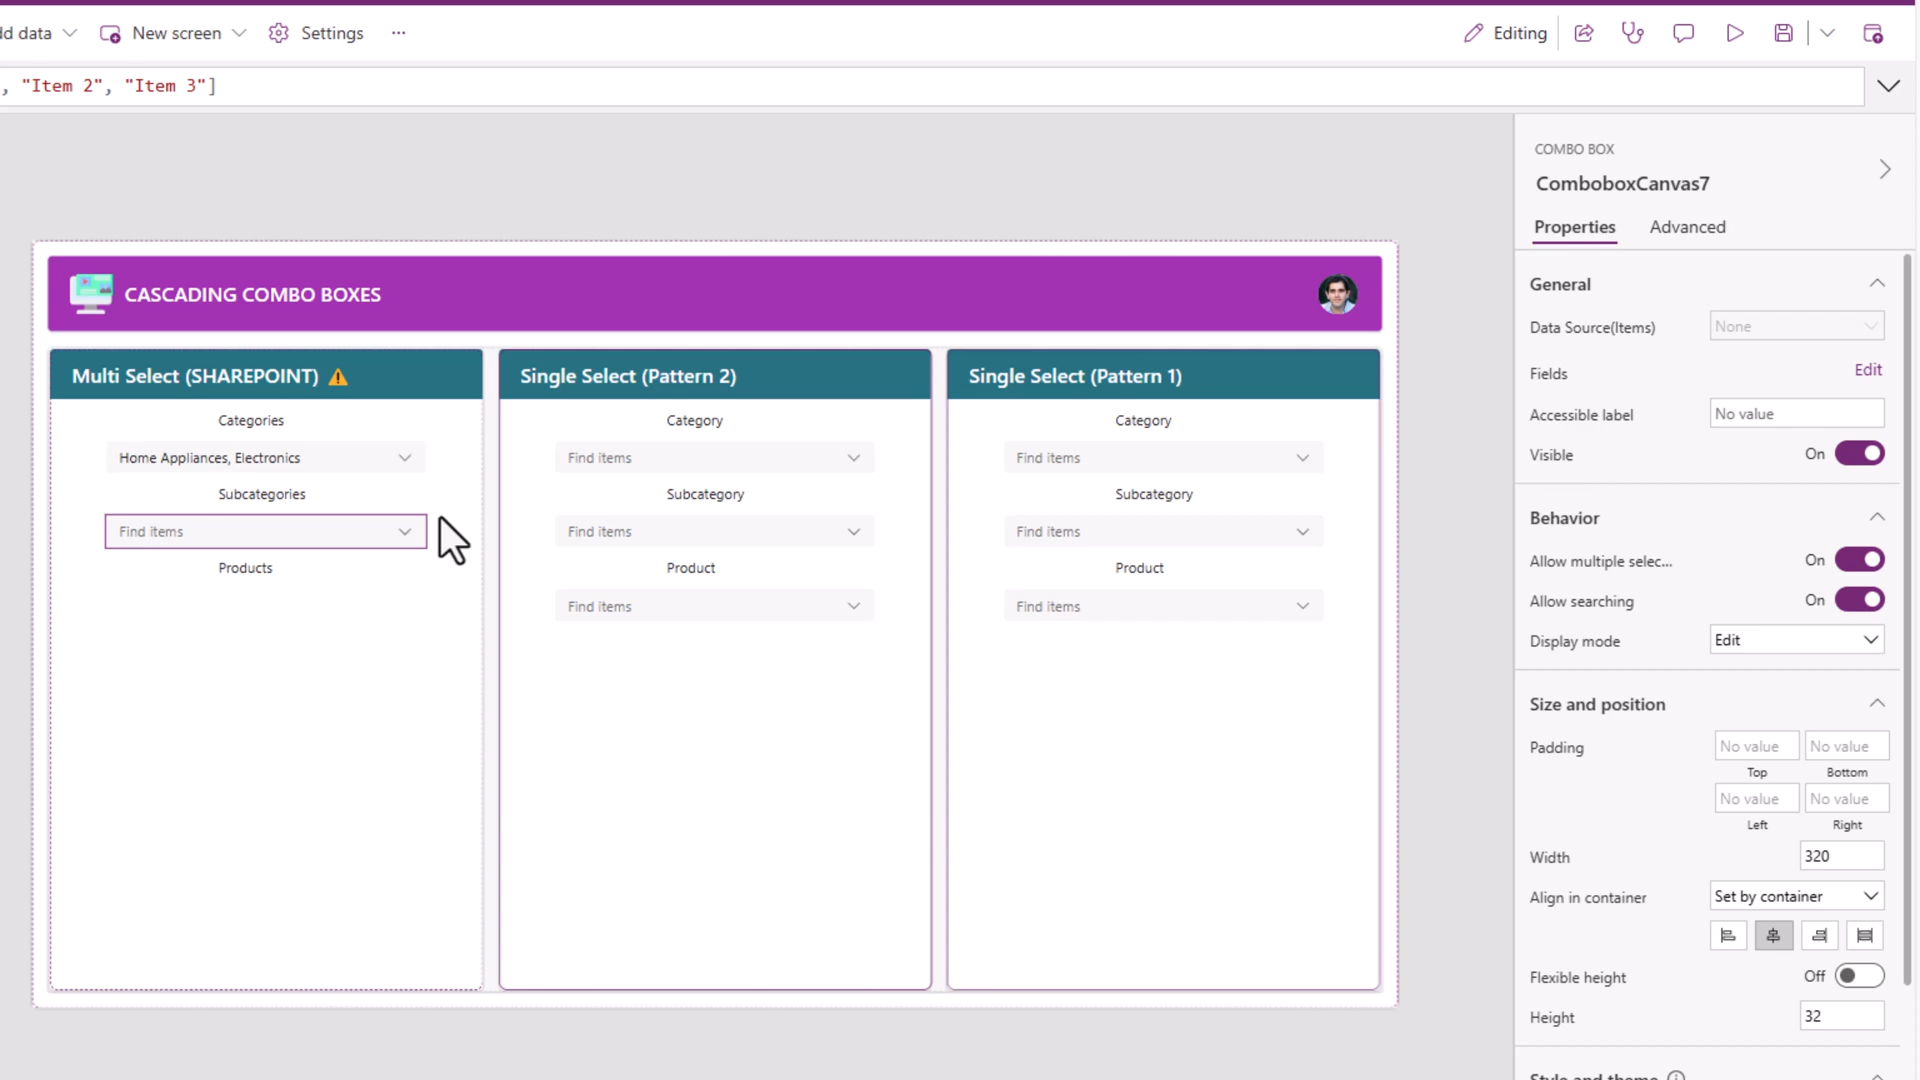 dd data New screen Settings ... Editing
, "Item 2", "Item 3"]
COMBO BOX
ComboboxCanvas7
Properties Advanced
General
Data Source(Items) None
Fields Edit
Accessible label No value
Visible On
Behavior
Allow multiple selec... On
Allow searching On
Display mode Edit
Size and position
Padding No value No value
Top Bottom
No value No value
Left Right
Width 320
Align in container Set by container
Flexible height Off
Height 32
Style and theme
CASCADING COMBO BOXES
Multi Select (SHAREPOINT)
Categories
Home Appliances, Electronics
Subcategories
Find items
Products
Single Select (Pattern 2)
Category
Find items
Subcategory
Find items
Product
Find items
Single Select (Pattern 1)
Category
Find items
Subcategory
Find items
Product
Find items